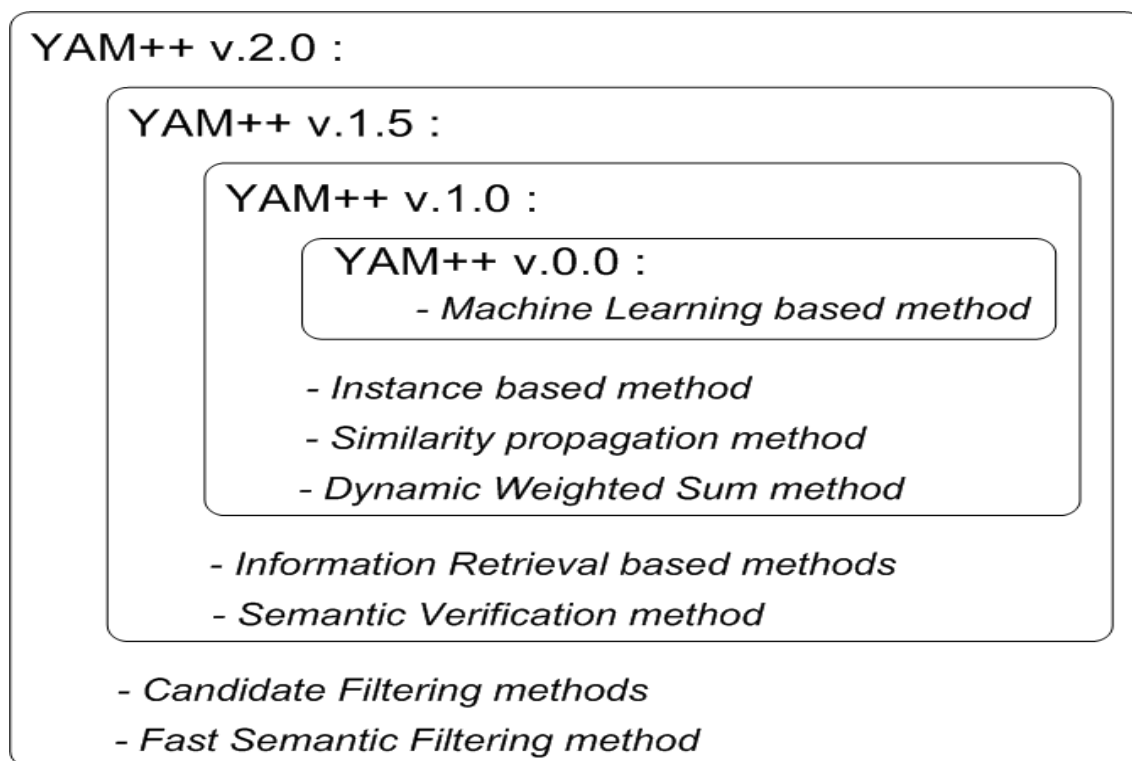 YAM++ v.2.0 :
YAM++ v.1.5 :
YAM++ v.1.0 :
YAM++ v.0.0 :
- Machine Learning based method
- Instance based method
- Similarity propagation method
- Dynamic Weighted Sum method
- Information Retrieval based methods
- Semantic Verification method
- Candidate Filtering methods
- Fast Semantic Filtering method